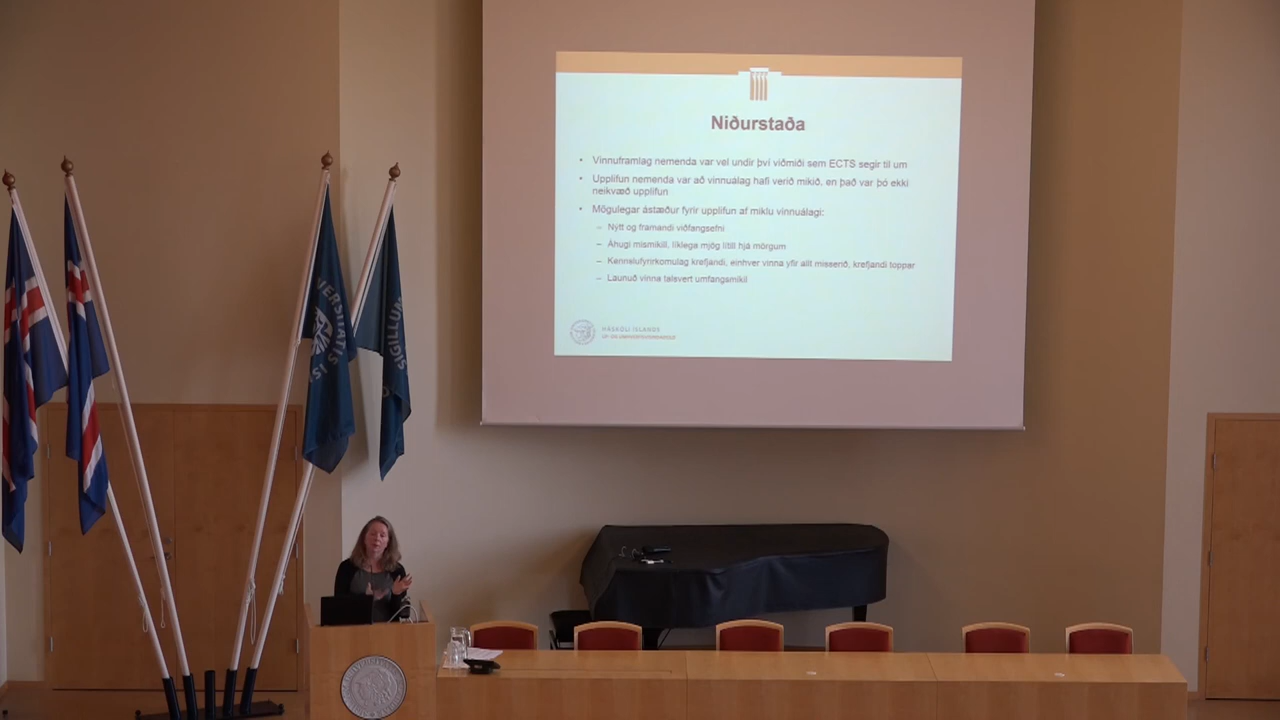 Niðurstaða
• Vinnuframlag nemenda var vel undir því viðmiði sem ECTS segir til um
• Upplifun nemenda var að vinnuálag hafi verið mikið, en það var þó ekki
neikvæð upplifun
• Mögulegar ástæður fyrir upplifun af miklu vinnuálagi:
– Nýtt og framandi viðfangsefni
– Áhugi mismikill, líklega mjög lítill hjá mörgum
– Kennslufyrirkomulag krefjandi, einhver vinna yfir allt misserið, krefjandi toppar
– Launuð vinna talsvert umfangsmikil
HÁSKÓLI ÍSLANDS